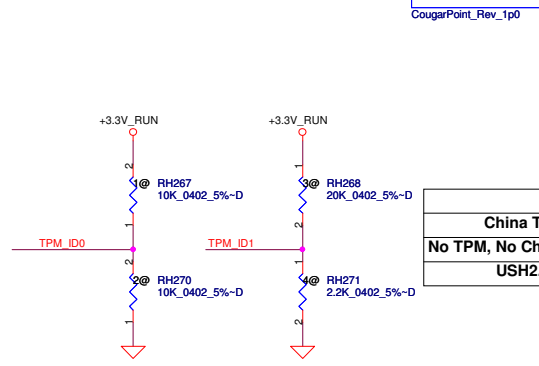 CougarPoint_Rev_1p0
+3.3V_RUN
+3.3V_RUN
2
1
1@ RH267
3@ RH268
10K_0402_5%~D
20K_0402_5%~D
1
2
China T
TPM_ID0
TPM_ID1
No TPM, No Ch
2
1
USH2.
2@ RH270
4@ RH271
10K_0402_5%~D
2.2K_0402_5%~D
1
2